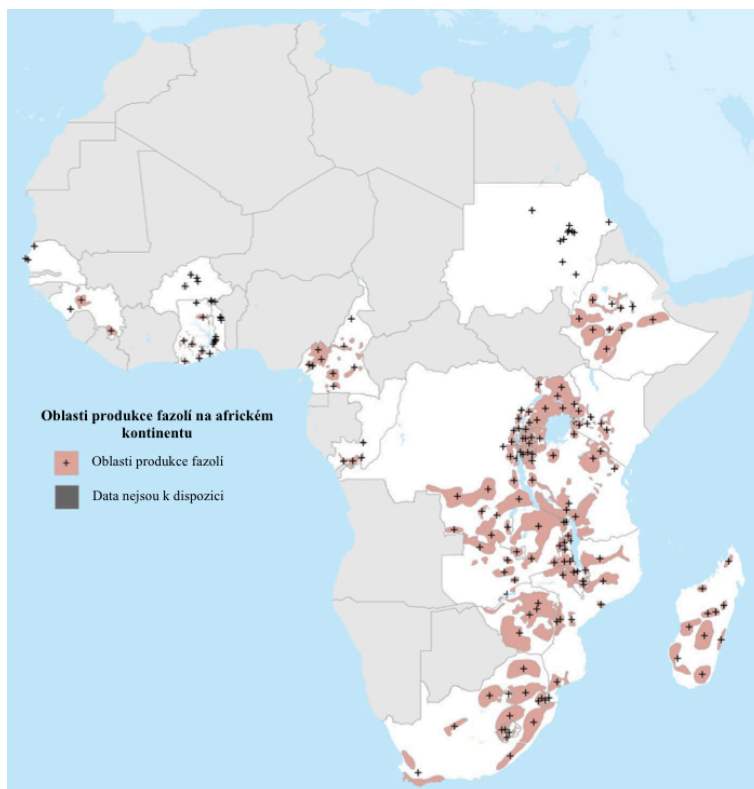 Oblasti produkce fazolí na africkém
kontinentu
Oblasti produkce fazolí
Data nejsou k dispozici